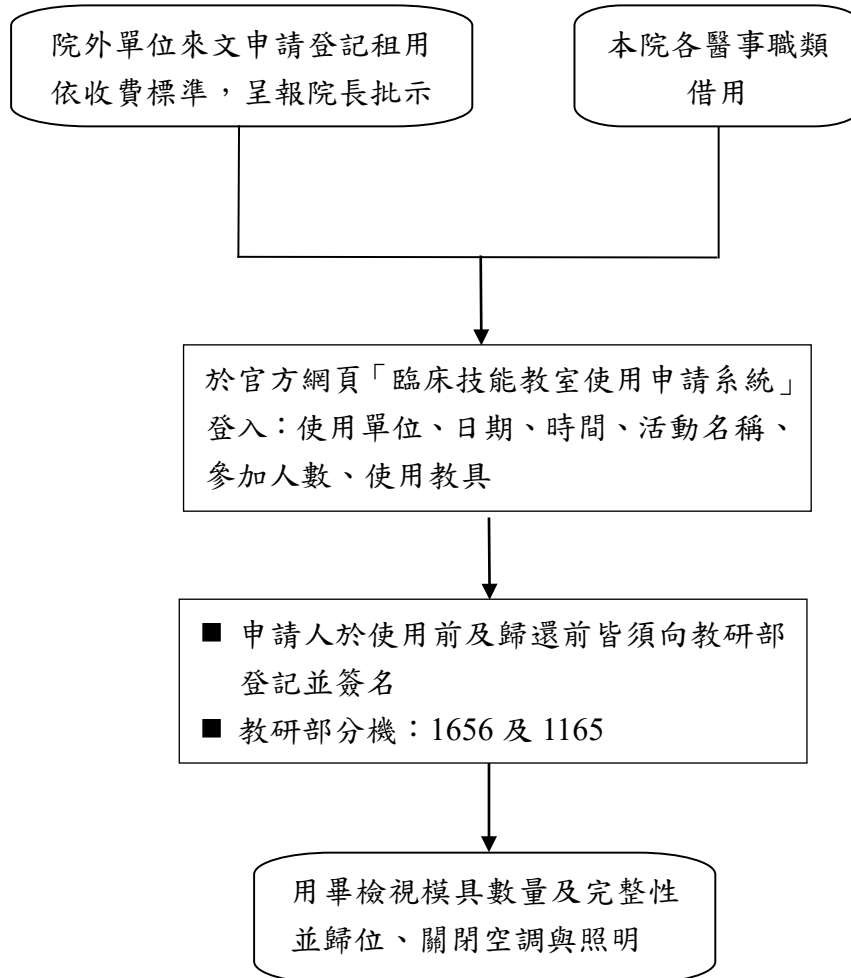 院外單位來文申請登記租用
依收費標準，呈報院長批示
本院各醫事職類
借用
於官方網頁「臨床技能教室使用申請系統」
登入：使用單位、日期、時間、活動名稱、
參加人數、使用教具
■ 申請人於使用前及歸還前皆須向教研部
登記並簽名
■ 教研部分機：1656 及 1165
用畢檢視模具數量及完整性
並歸位、關閉空調與照明